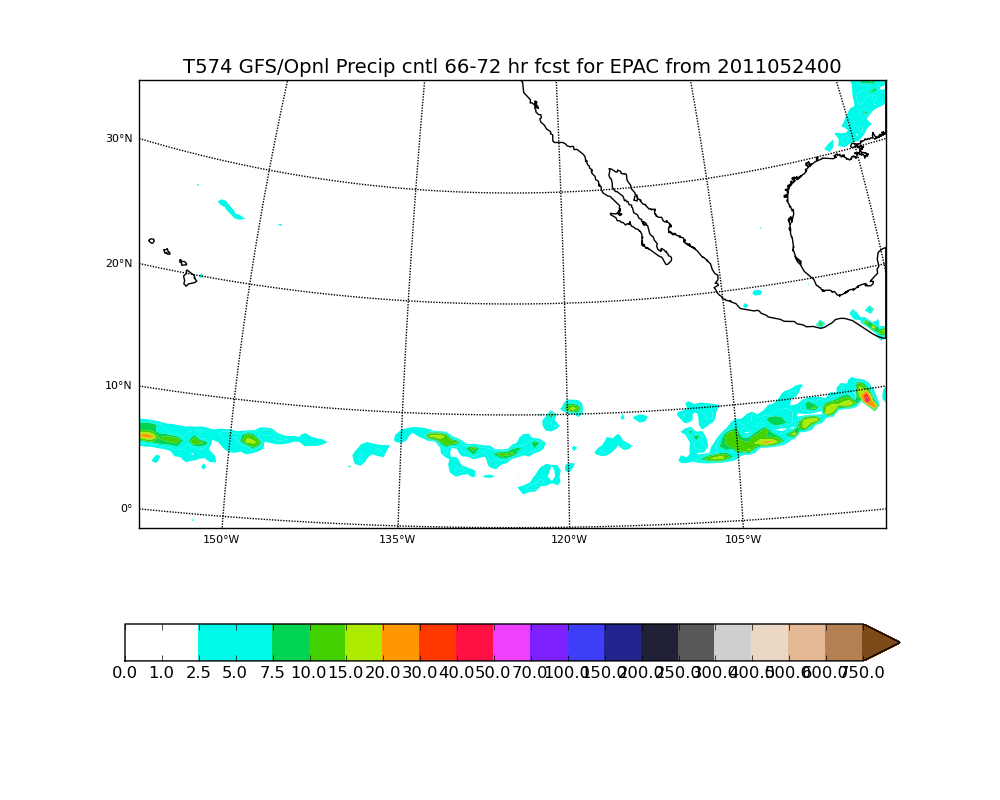 T574 GFS/Opnl Precip cntl 66-72 hr fcst for EPAC from 2011052400
30°N
20°N
10°N
0°
150°W 135°W 120°W 105°W
0.0 1.0 2.5 5.0 7.5 10.0 15.0 20.0 30.0 40.0 50.0 70.0 100.0 150.0 200.0 250.0 300.0 400.0 500.0 600.0 750.0